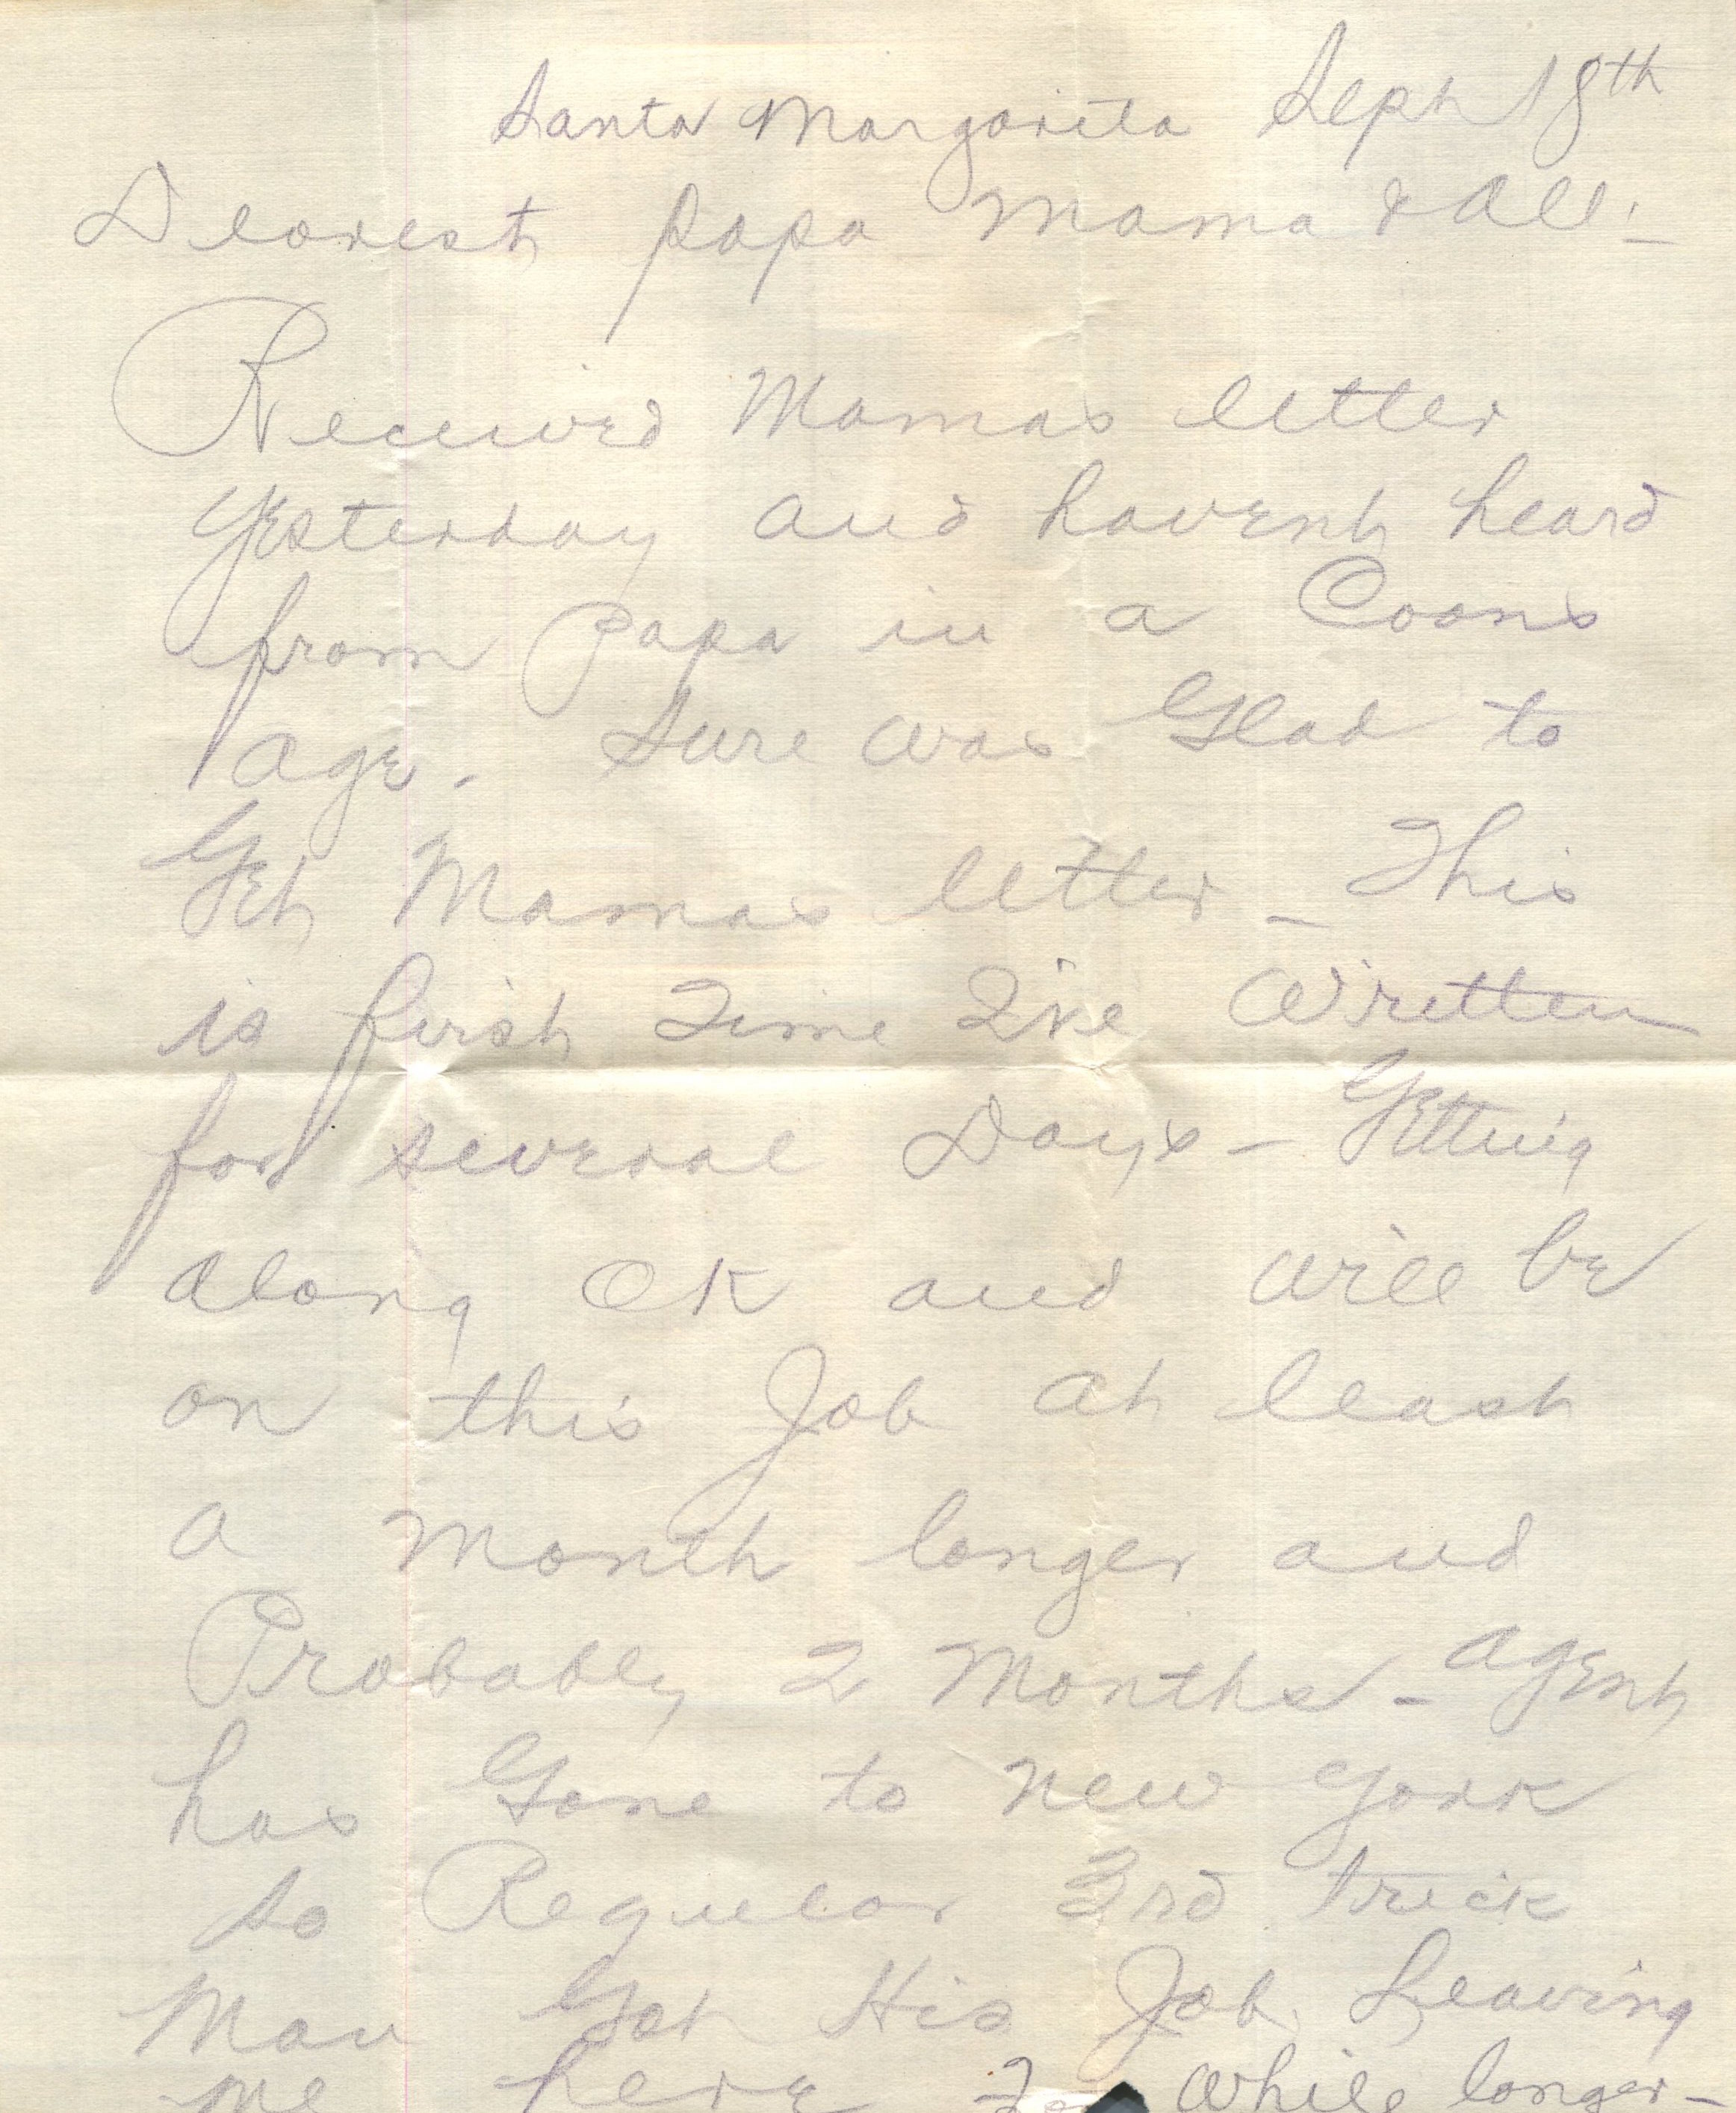 Santa Margarita Sept 18th
Dearest Papa Mama & All:-
Received Mamas letter
Yesterday and havent heard
from Papa in a Coons
age. Sure was Glad to
Get Mamas letter - This
is first Time I've Written
for several Days - Getting
along OK and will be
on this Job at least
a Month longer and
Probably 2 Months - Agent
has Gone to New York
so Regular 3rd trick
Man Got His Job Leaving
me here while longer -